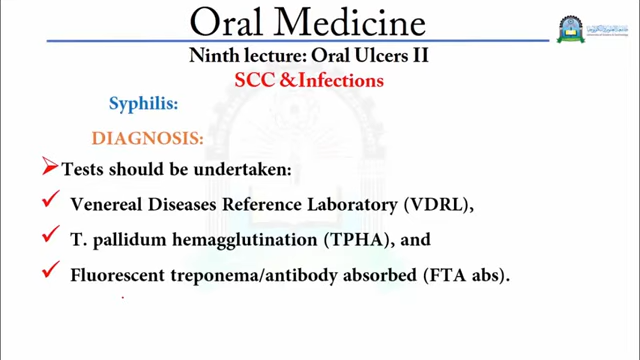 Oral Medicine
Ninth lecture: Oral Ulcers II
SCC &Infections
Syphilis:
DIAGNOSIS:
Tests should be undertaken:
Venereal Diseases Reference Laboratory (VDRL),
T. pallidum hemagglutination (TPHA), and
Fluorescent treponema/antibody absorbed (FTA abs).